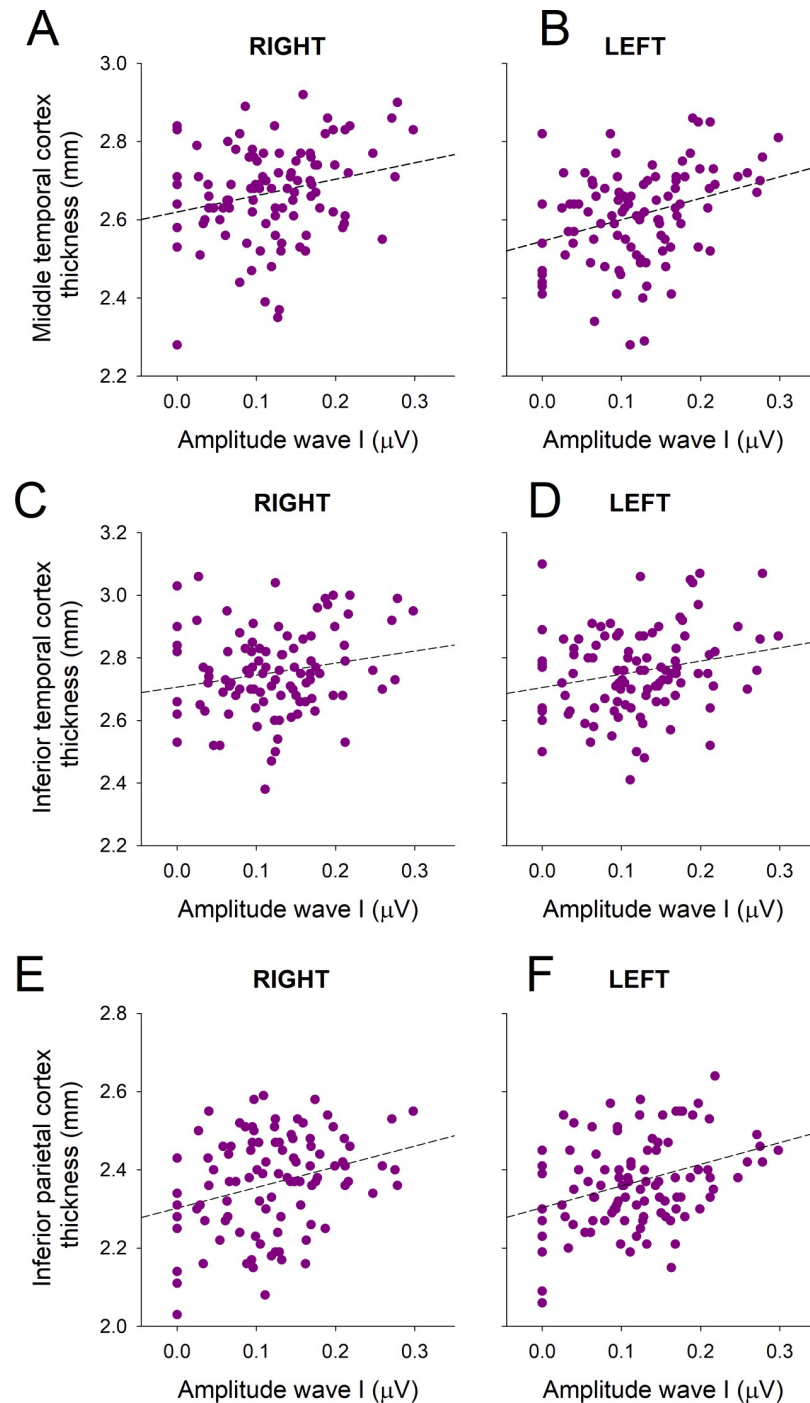 A
RIGHT
B
LEFT
Middle temporal cortex
thickness (mm)
3.0
2.8
2.6
2.4
2.2
0.0 0.1 0.2 0.3
0.0 0.1 0.2 0.3
Amplitude wave I (μV)
Amplitude wave I (μV)
C
RIGHT
D
LEFT
Inferior temporal cortex
thickness (mm)
3.2
3.0
2.8
2.6
2.4
2.2
0.0 0.1 0.2 0.3
0.0 0.1 0.2 0.3
Amplitude wave I (μV)
Amplitude wave I (μV)
E
RIGHT
F
LEFT
Inferior parietal cortex
thickness (mm)
2.8
2.6
2.4
2.2
2.0
0.0 0.1 0.2 0.3
0.0 0.1 0.2 0.3
Amplitude wave I (μV)
Amplitude wave I (μV)